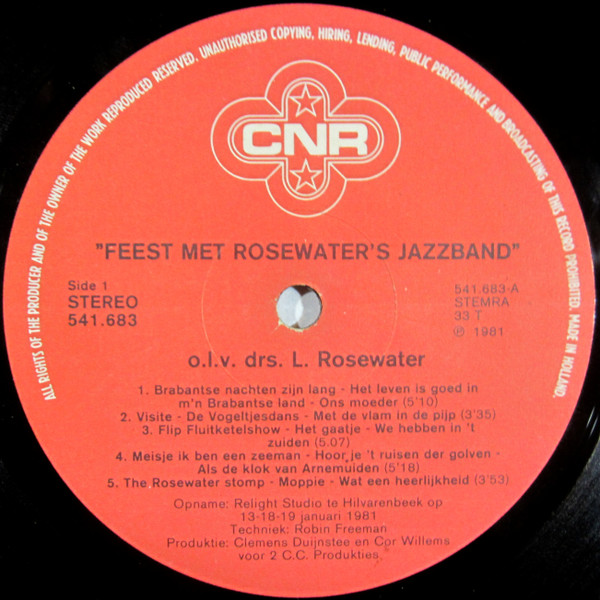 ALL RIGHTS OF THE PRODUCER AND OF THE OWNER OF THE WORK REPRODUCED RESERVED. UNAUTHORISED COPYING, HIRING, LENDING, PUBLIC PERFORMANCE AND BROADCASTING OF THIS RECORD PROHIBITED. MADE IN HOLLAND.
CNR
"FEEST MET ROSEWATER'S JAZZBAND"
Side 1
STEREO
541.683
541.683-A
STEMRA
33 T
℗ 1981
o.l.v. drs. L. Rosewater
1. Brabantse nachten zijn lang - Het leven is goed in
m'n Brabantse land - Ons moeder (5'10)
2. Visite - De Vogeltjesdans - Met de vlam in de pijp (3'35)
3. Flip Fluitketelshow - Het gaatje - We hebben in 't
zuiden (5.07)
4. Meisje ik ben een zeeman - Hoor je 't ruisen der golven -
Als de klok van Arnemuiden (5'18)
5. The Rosewater stomp - Moppie - Wat een heerlijkheid (3'53)
Opname: Relight Studio te Hilvarenbeek op
13-18-19 januari 1981
Techniek: Robin Freeman
Produktie: Clemens Duijnstee en Cor Willems
voor 2 C.C. Produkties.